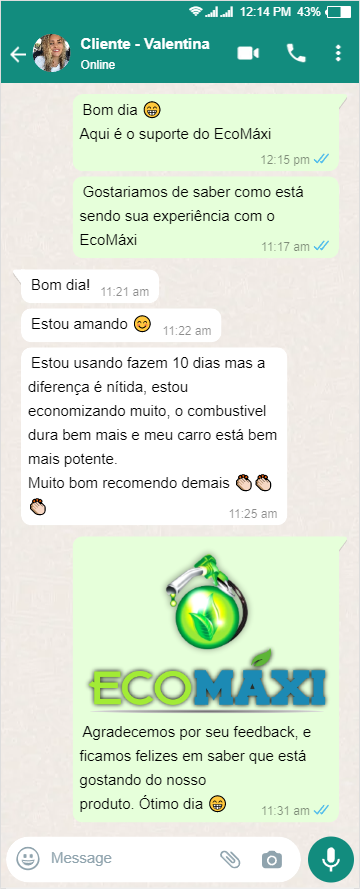 12:14 PM 43%
Cliente - Valentina
Online
Bom dia 😁
Aqui é o suporte do EcoMáxi
12:15 pm
Gostariamos de saber como está
sendo sua experiência com o
EcoMáxi
11:17 am
Bom dia!
11:21 am
Estou amando 😊
11:22 am
Estou usando fazem 10 dias mas a
diferença é nítida, estou
economizando muito, o combustivel
dura bem mais e meu carro está bem
mais potente.
Muito bom recomendo demais 👏🏻👏🏻
👏🏻
11:25 am
ECOMÁXI
Agradecemos por seu feedback, e
ficamos felizes em saber que está
gostando do nosso
produto. Ótimo dia 😁
11:31 am
Message